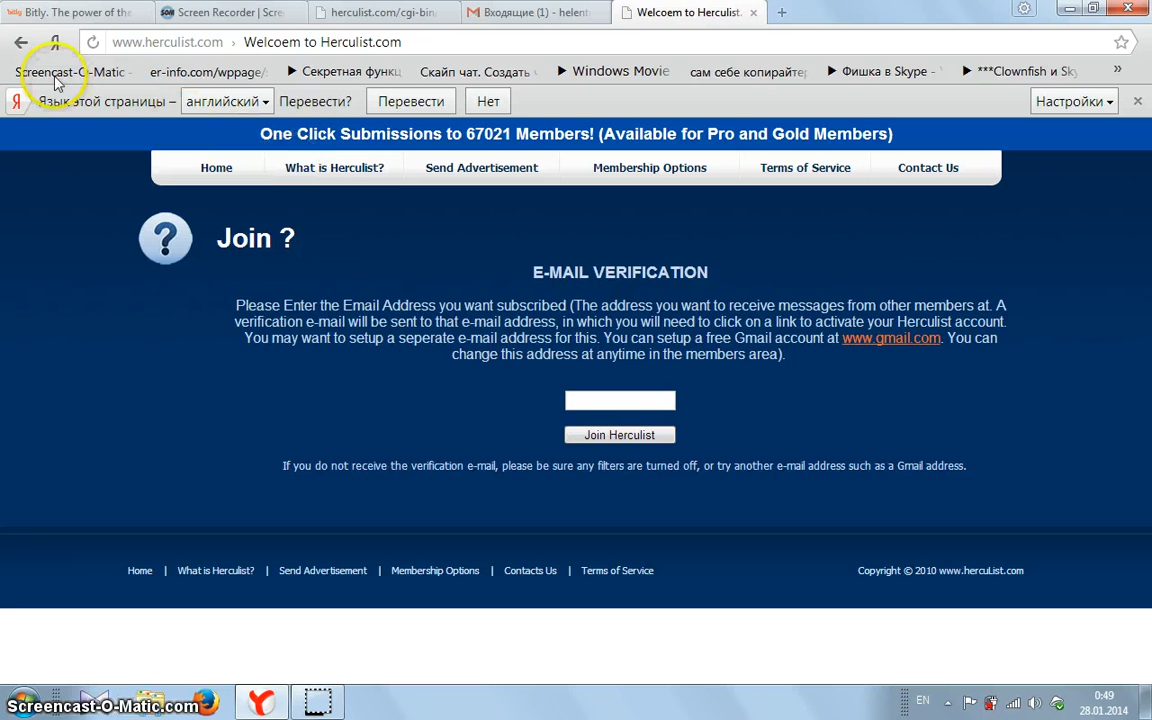 Bitly. The power of the
Screen Recorder | Scre
herculist.com/cgi-bin
Входящие (1) - helent
Welcoem to Herculist.
www.herculist.com › Welcoem to Herculist.com
Screencast-O-Matic -
er-info.com/wppage/
Секретная функц
Скайп чат. Создать
Windows Movie
сам себе копирайте
Фишка в Skype -
***Clownfish и Sk
Я Язык этой страницы – английский Перевести? Перевести Нет Настройки
One Click Submissions to 67021 Members! (Available for Pro and Gold Members)
Home What is Herculist? Send Advertisement Membership Options Terms of Service Contact Us
Join ?
E-MAIL VERIFICATION
Please Enter the Email Address you want subscribed (The address you want to receive messages from other members at. A
verification e-mail will be sent to that e-mail address, in which you will need to click on a link to activate your Herculist account.
You may want to setup a seperate e-mail address for this. You can setup a free Gmail account at www.gmail.com. You can
change this address at anytime in the members area).
Join Herculist
If you do not receive the verification e-mail, please be sure any filters are turned off, or try another e-mail address such as a Gmail address.
Home | What is Herculist? | Send Advertisement | Membership Options | Contacts Us | Terms of Service
Copyright © 2010 www.hercuList.com
Screencast-O-Matic.com
EN
0:49
28.01.2014